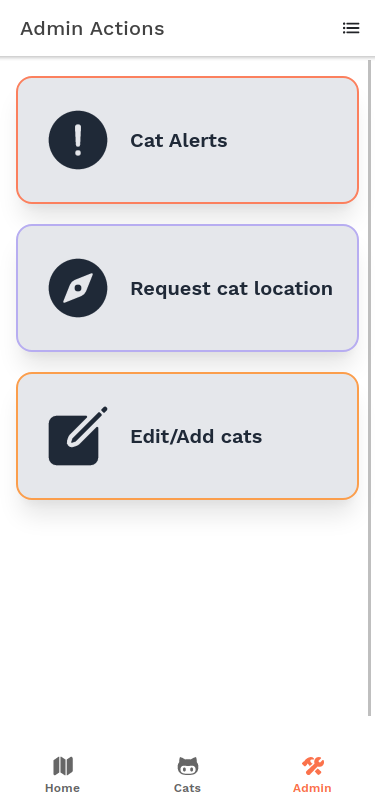 Admin Actions
Cat Alerts
Request cat location
Edit/Add cats
Home
Cats
Admin